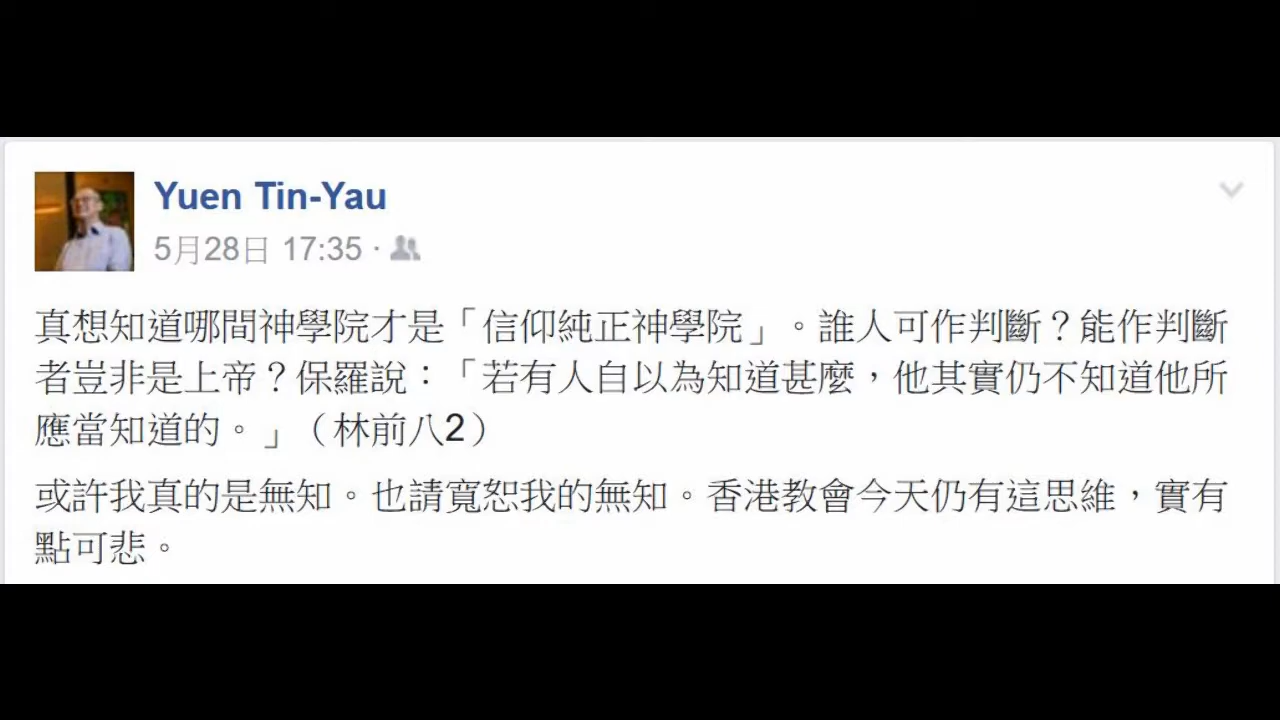 Yuen Tin-Yau
5月28日 17:35 ·
真想知道哪間神學院才是「信仰純正神學院」。誰人可作判斷？能作判斷
者豈非是上帝？保羅說：「若有人自以為知道甚麼，他其實仍不知道他所
應當知道的。」（林前八2）
或許我真的是無知。也請寬恕我的無知。香港教會今天仍有這思維，實有
點可悲。